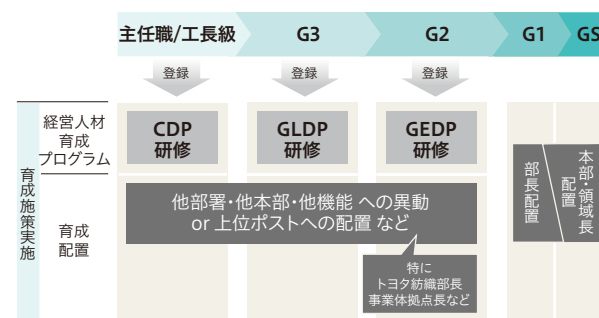 主任職/工長級
G3
G2
G1
GS
登録
登録
登録
育成施策実施
経営人材
育成
プログラム
CDP
研修
GLDP
研修
GEDP
研修
育成
配置
他部署・他本部・他機能 への異動
or 上位ポストへの配置 など
特に
トヨタ紡織部長
事業体拠点長など
部長配置
本部・領域長
配置